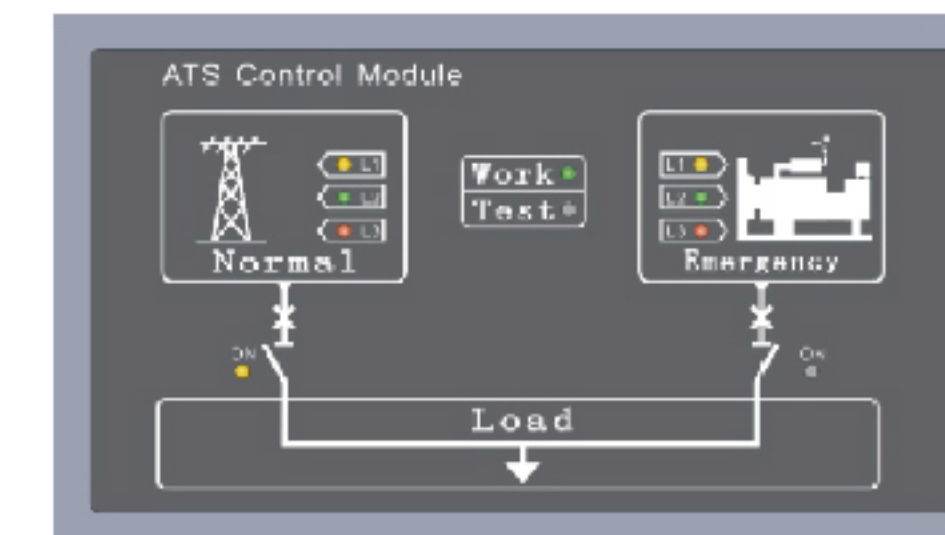 ATS Control Module
L1
L2
L3
Normal
Work
Test
L1
L2
L3
Emergency
ON
ON
Load